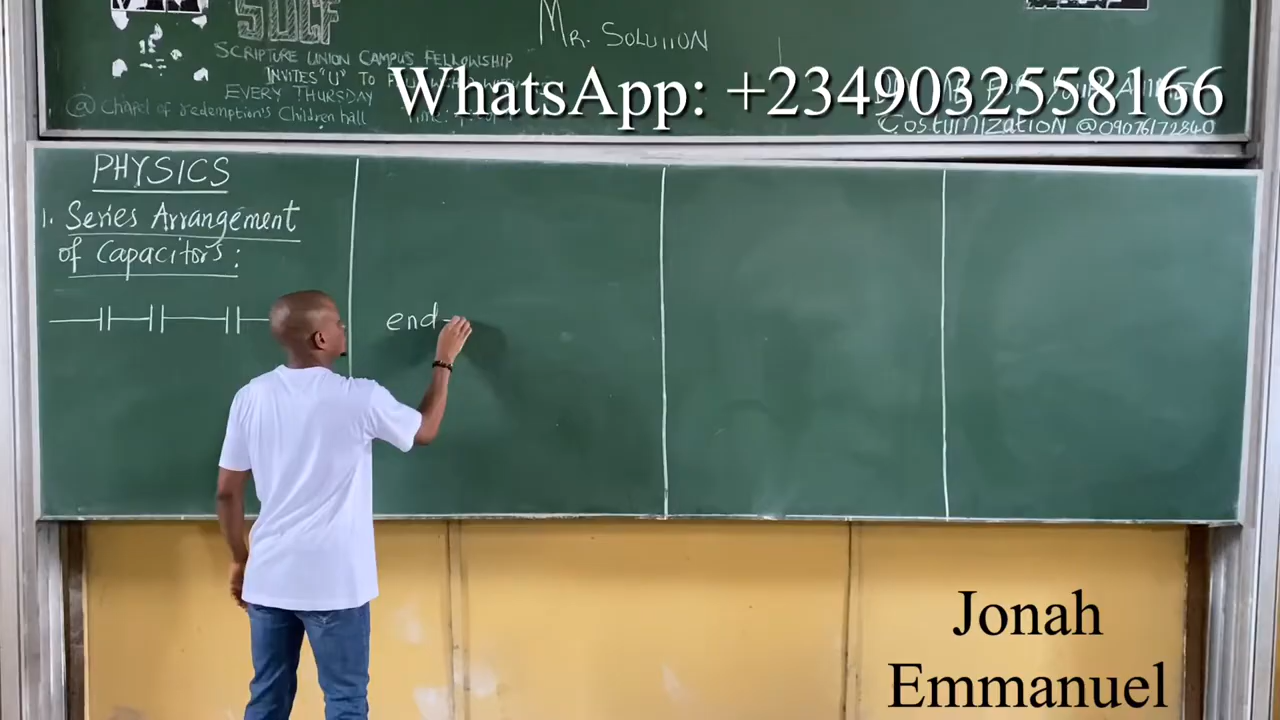 SUCF
MR. SOLUTION
SCRIPTURE UNION CAMPUS FELLOWSHIP
INVITES "U" TO
EVERY THURSDAY
@ Chapel of redemption's Children hall
WhatsApp: +2349032558166
Costumization @09076172840
PHYSICS
1. Series Arrangement
of Capacitors:
end-
Jonah
Emmanuel